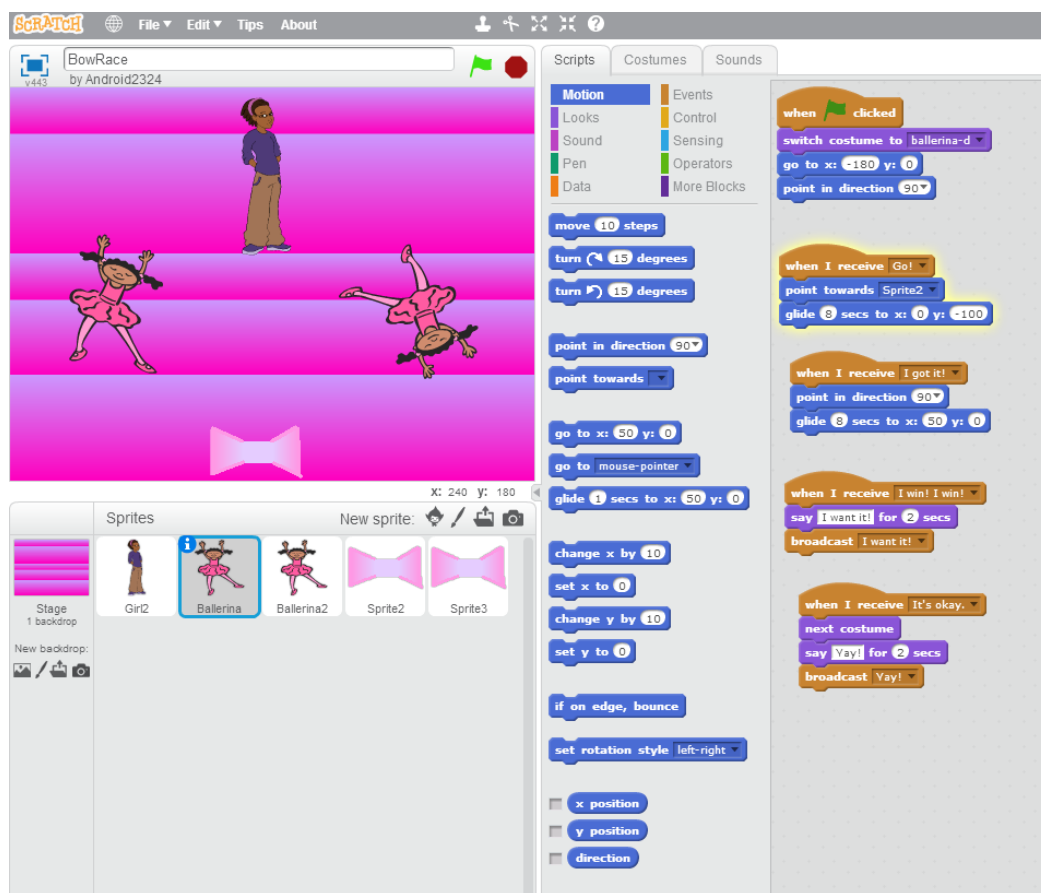 SCRATCH File Edit Tips About
v443
BowRace
by Android2324
x: 240 y: 180
Sprites New sprite:
Stage
1 backdrop
New backdrop:
Girl2 Ballerina Ballerina2 Sprite2 Sprite3
Scripts Costumes Sounds
Motion Events
Looks Control
Sound Sensing
Pen Operators
Data More Blocks
move 10 steps
turn 15 degrees
turn 15 degrees
point in direction 90
point towards
go to x: 50 y: 0
go to mouse-pointer
glide 1 secs to x: 50 y: 0
change x by 10
set x to 0
change y by 10
set y to 0
if on edge, bounce
set rotation style left-right
x position
y position
direction
when clicked
switch costume to ballerina-d
go to x: -180 y: 0
point in direction 90
when I receive Go!
point towards Sprite2
glide 8 secs to x: 0 y: -100
when I receive I got it!
point in direction 90
glide 8 secs to x: 50 y: 0
when I receive I win! I win!
say I want it! for 2 secs
broadcast I want it!
when I receive It's okay.
next costume
say Yay! for 2 secs
broadcast Yay!